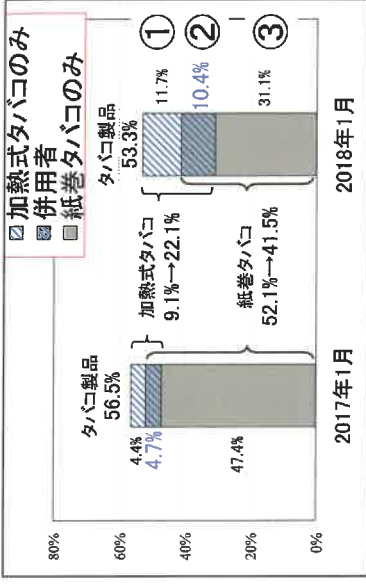 加熱式タバコのみ
併用者
紙巻タバコのみ
①
②
③
80%
60%
40%
20%
0%
タバコ製品
56.5%
4.4%
4.7%
47.4%
2017年1月
加熱式タバコ
9.1%→22.1%
紙巻タバコ
52.1%→41.5%
タバコ製品
53.3%
11.7%
10.4%
31.1%
2018年1月